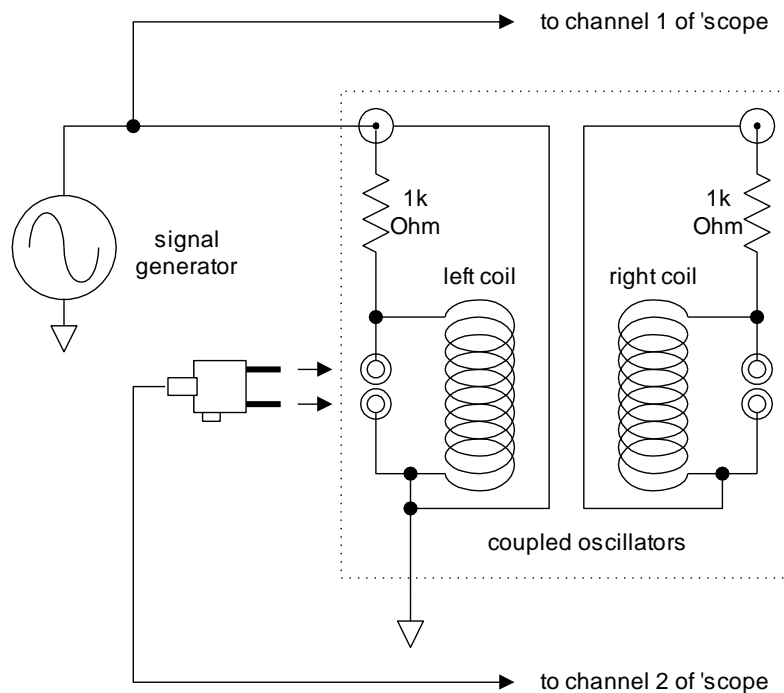 to channel 1 of 'scope
1k
Ohm
1k
Ohm
signal
generator
left coil
right coil
coupled oscillators
to channel 2 of 'scope